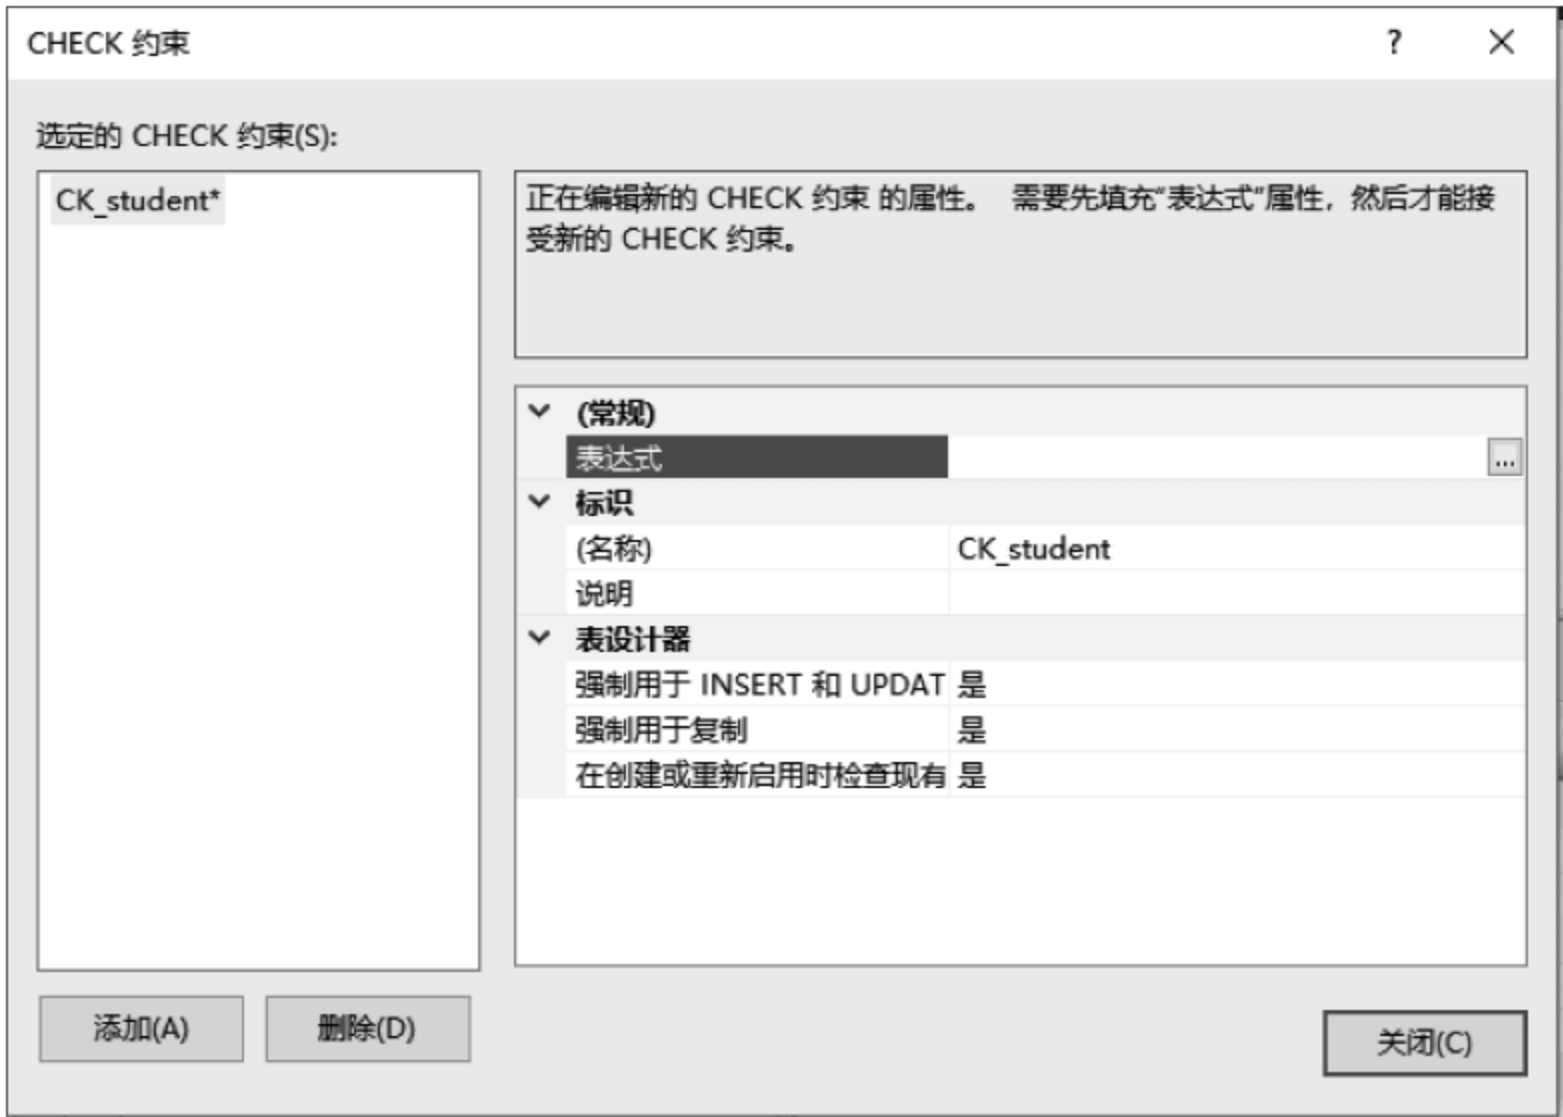 CHECK 约束
?
选定的 CHECK 约束(S):
CK_student*
正在编辑新的 CHECK 约束 的属性。 需要先填充“表达式”属性，然后才能接
受新的 CHECK 约束。
(常规)
表达式
...
标识
(名称) CK_student
说明
表设计器
强制用于 INSERT 和 UPDAT 是
强制用于复制 是
在创建或重新启用时检查现有 是
添加(A) 删除(D)
关闭(C)